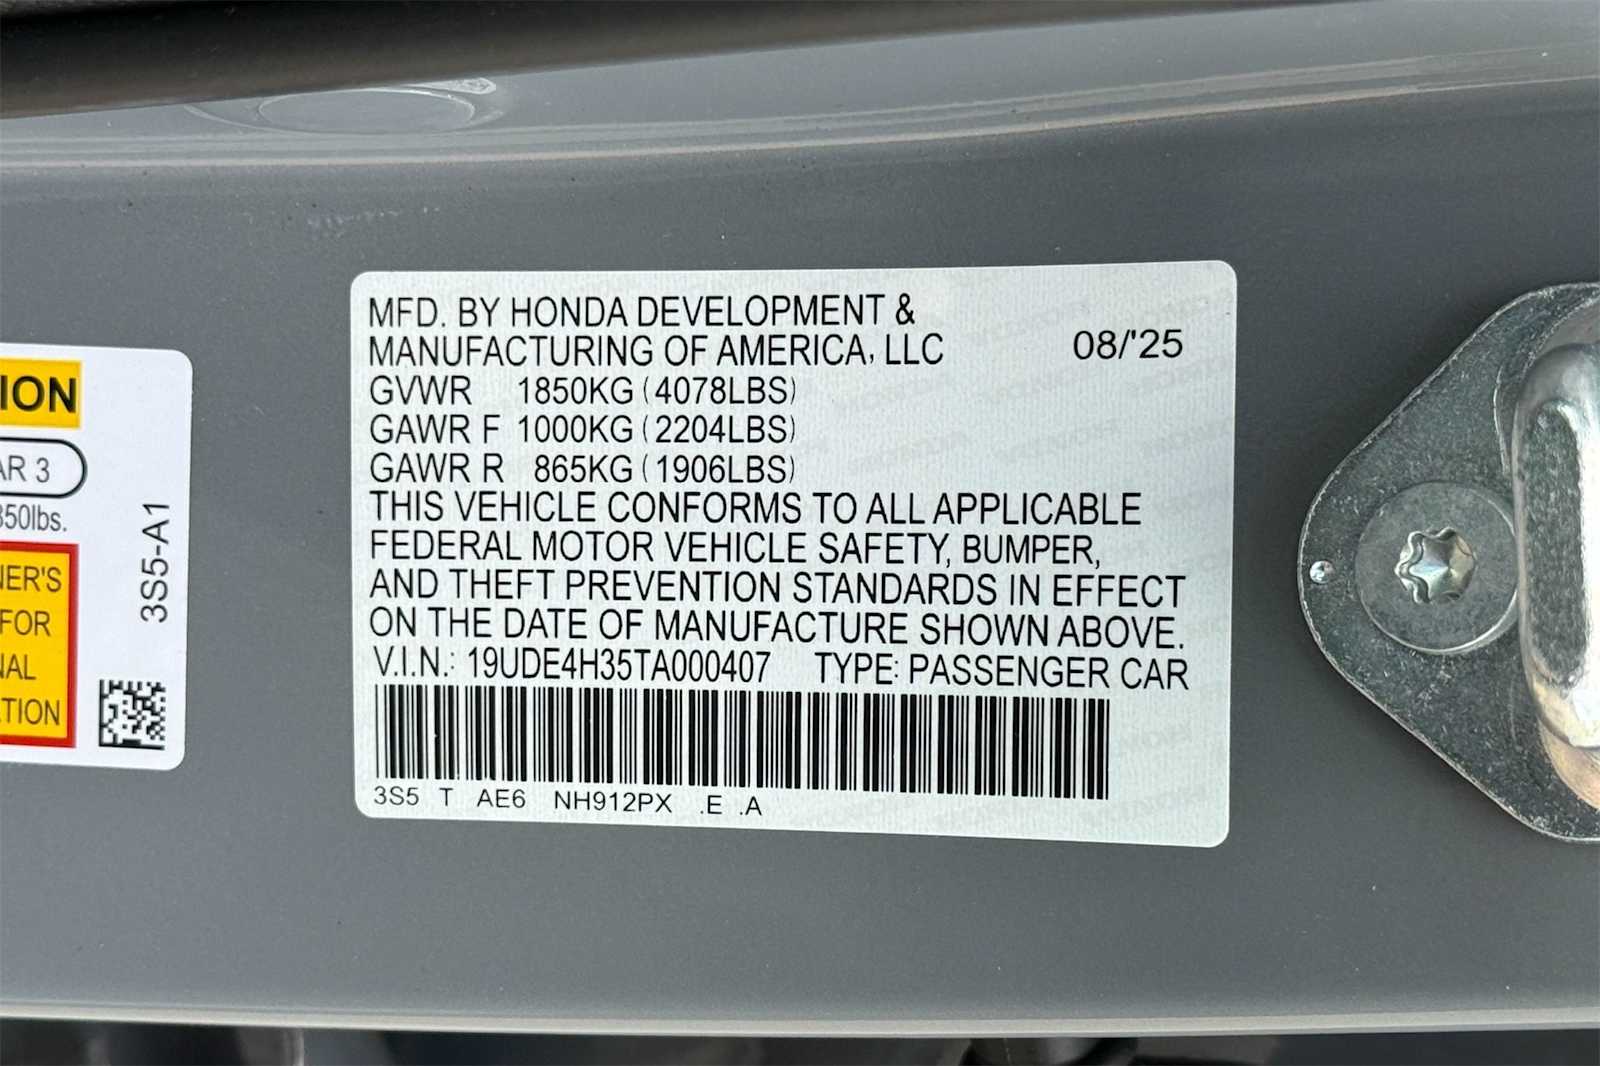 ION
AR 3
350lbs.
NER'S
FOR
NAL
TION
3S5-A1
MFD. BY HONDA DEVELOPMENT &
MANUFACTURING OF AMERICA, LLC 08/'25
GVWR 1850KG (4078LBS)
GAWR F 1000KG (2204LBS)
GAWR R 865KG (1906LBS)
THIS VEHICLE CONFORMS TO ALL APPLICABLE
FEDERAL MOTOR VEHICLE SAFETY, BUMPER,
AND THEFT PREVENTION STANDARDS IN EFFECT
ON THE DATE OF MANUFACTURE SHOWN ABOVE.
V.I.N.: 19UDE4H35TA000407 TYPE: PASSENGER CAR
3S5 T AE6 NH912PX .E .A